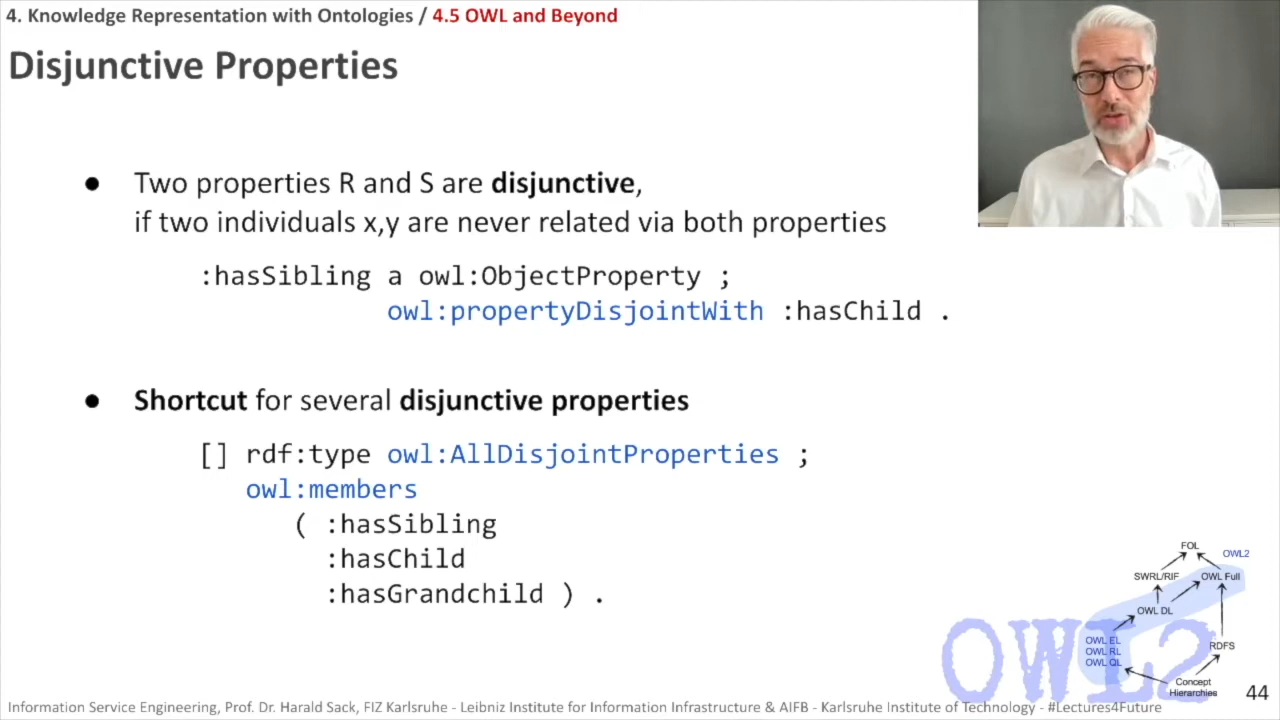 4. Knowledge Representation with Ontologies / 4.5 OWL and Beyond
Disjunctive Properties
● Two properties R and S are disjunctive,
if two individuals x,y are never related via both properties
:hasSibling a owl:ObjectProperty ;
owl:propertyDisjointWith :hasChild .
● Shortcut for several disjunctive properties
[] rdf:type owl:AllDisjointProperties ;
owl:members
( :hasSibling
:hasChild
:hasGrandchild ) .
FOL
OWL2
SWRL/RIF
OWL Full
OWL DL
OWL EL
OWL RL
OWL QL
RDFS
Concept
Hierarchies
OWL2
44
Information Service Engineering, Prof. Dr. Harald Sack, FIZ Karlsruhe - Leibniz Institute for Information Infrastructure & AIFB - Karlsruhe Institute of Technology - #Lectures4Future